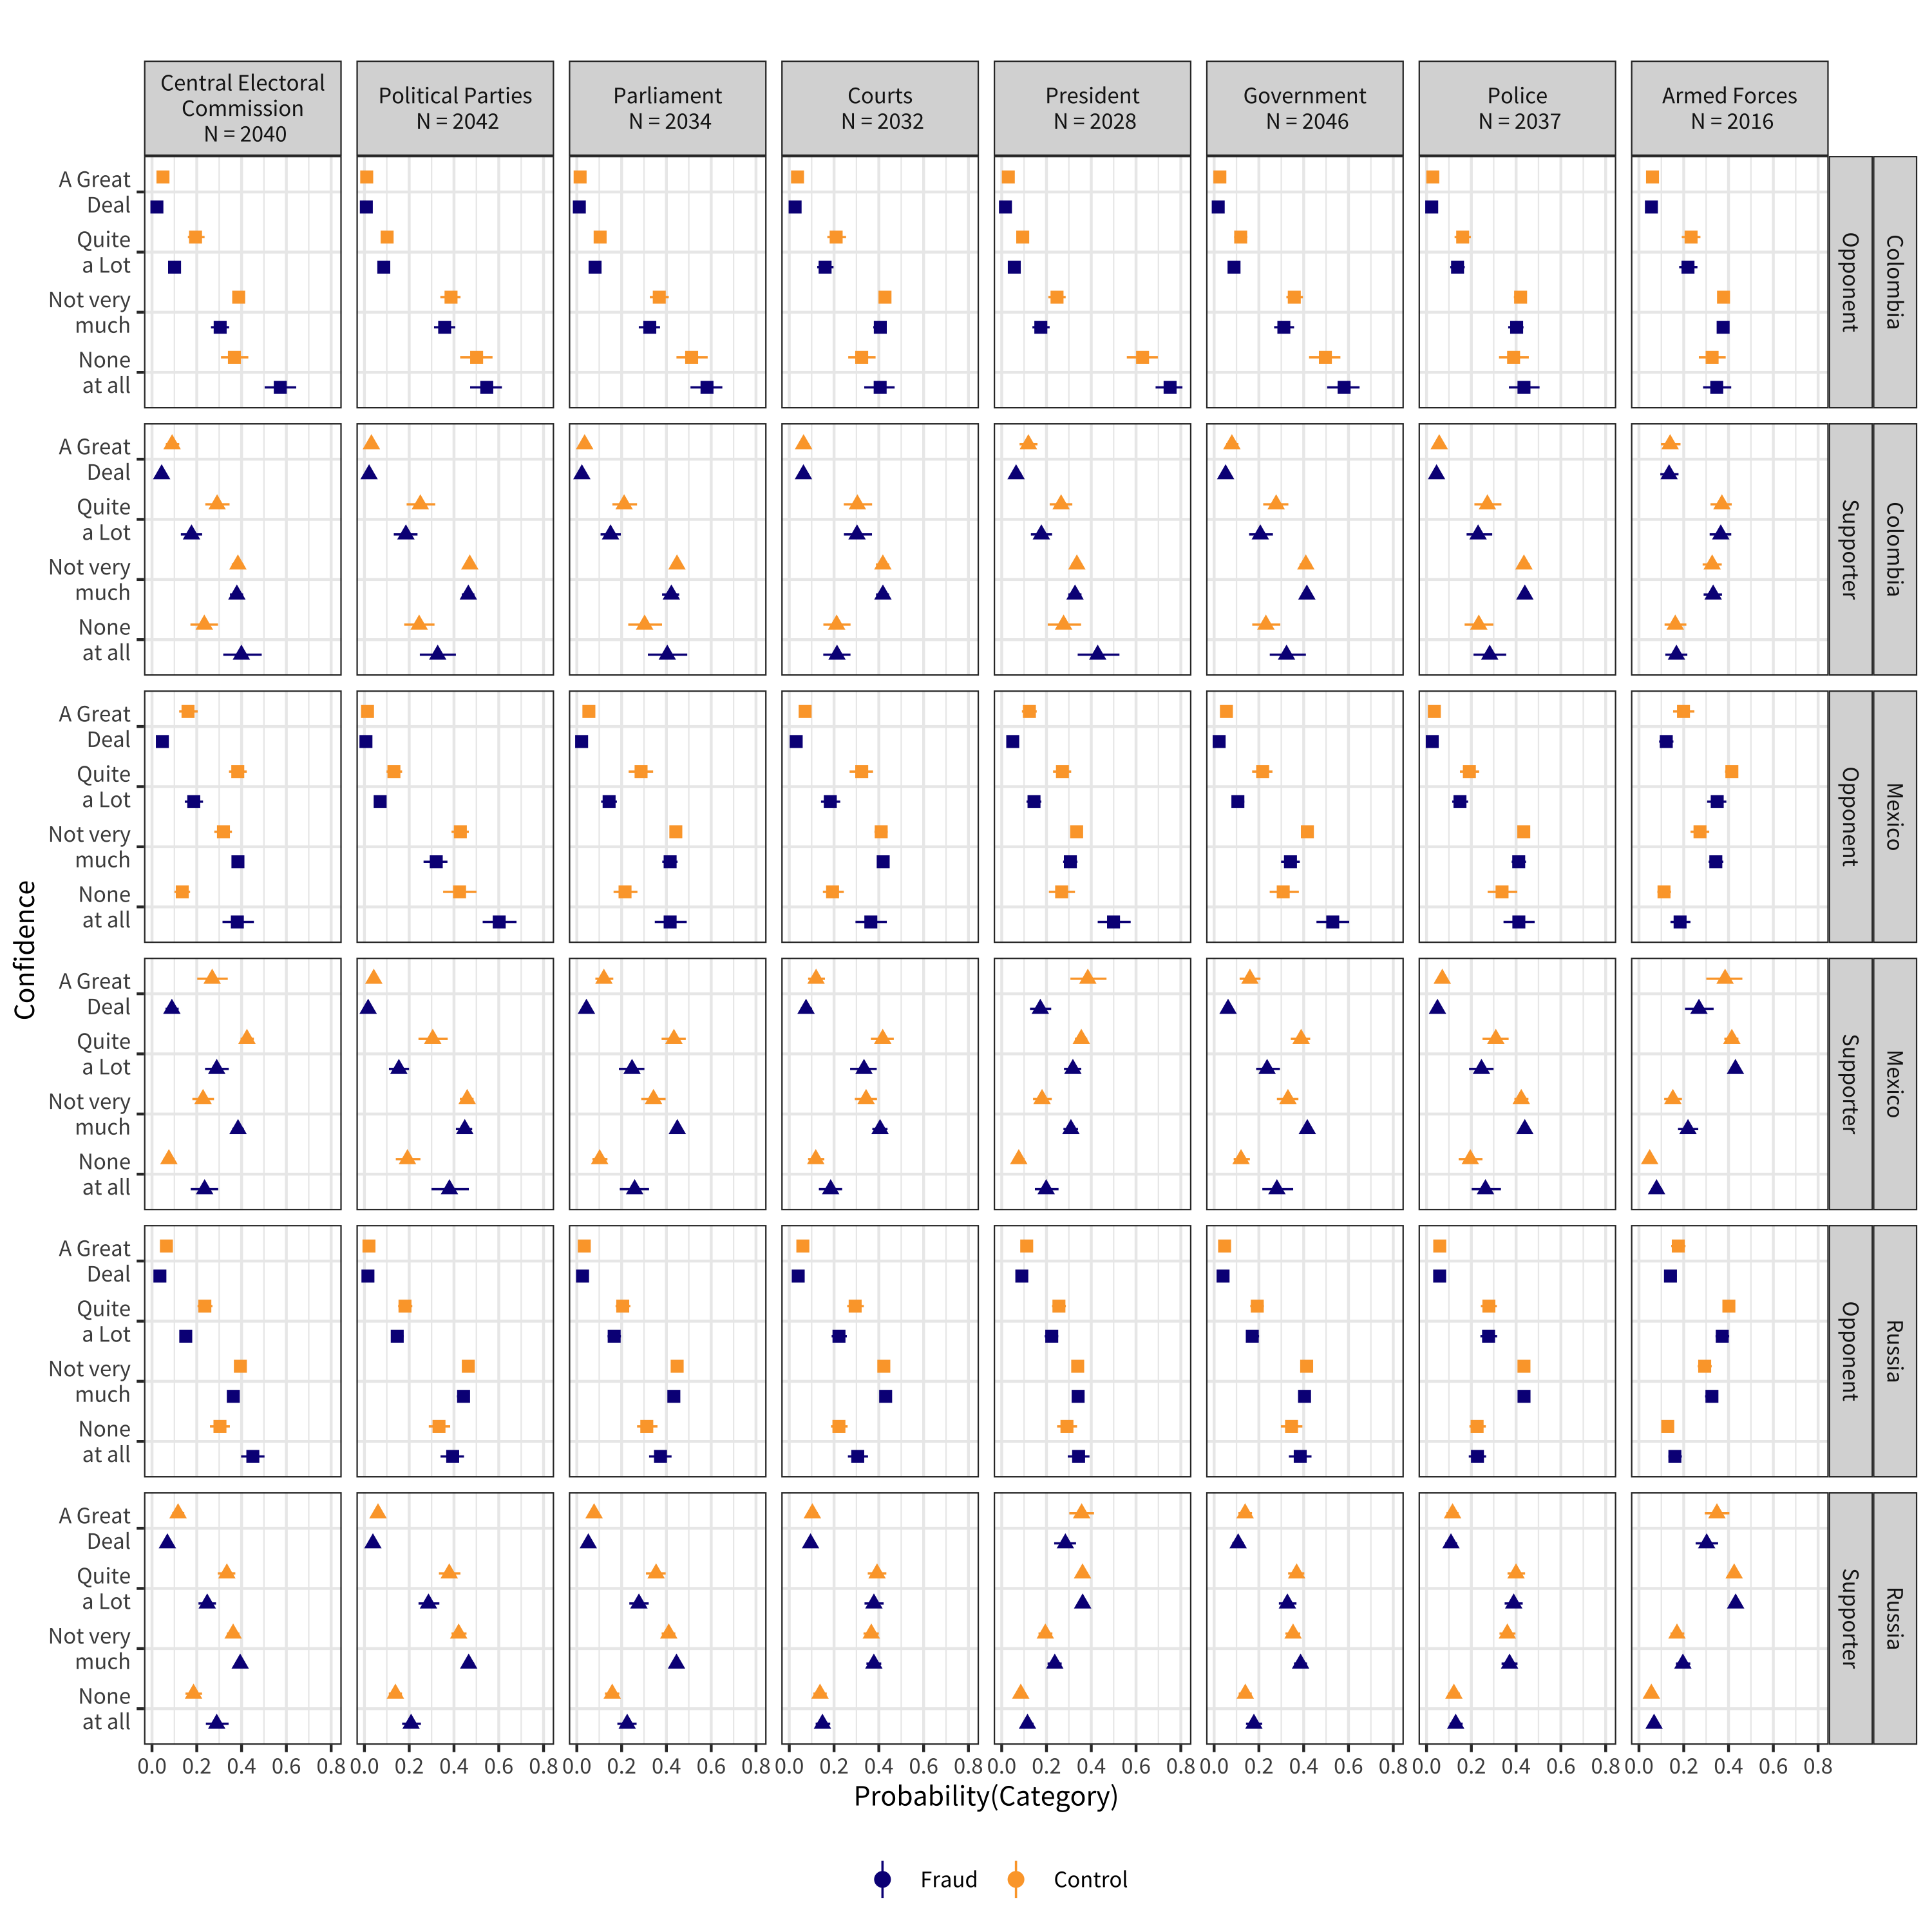 Central Electoral
Commission
N = 2040
Political Parties
N = 2042
Parliament
N = 2034
Courts
N = 2032
President
N = 2028
Government
N = 2046
Police
N = 2037
Armed Forces
N = 2016
A Great
Deal
Quite
a Lot
Not very
much
None
at all
Opponent
Colombia
A Great
Deal
Quite
a Lot
Not very
much
None
at all
Supporter
Colombia
A Great
Deal
Quite
a Lot
Not very
much
None
at all
Opponent
Mexico
A Great
Deal
Quite
a Lot
Not very
much
None
at all
Supporter
Mexico
A Great
Deal
Quite
a Lot
Not very
much
None
at all
Opponent
Russia
A Great
Deal
Quite
a Lot
Not very
much
None
at all
Supporter
Russia
Confidence
0.0 0.2 0.4 0.6 0.8 0.0 0.2 0.4 0.6 0.8 0.0 0.2 0.4 0.6 0.8 0.0 0.2 0.4 0.6 0.8 0.0 0.2 0.4 0.6 0.8 0.0 0.2 0.4 0.6 0.8 0.0 0.2 0.4 0.6 0.8 0.0 0.2 0.4 0.6 0.8
Probability(Category)
Fraud Control